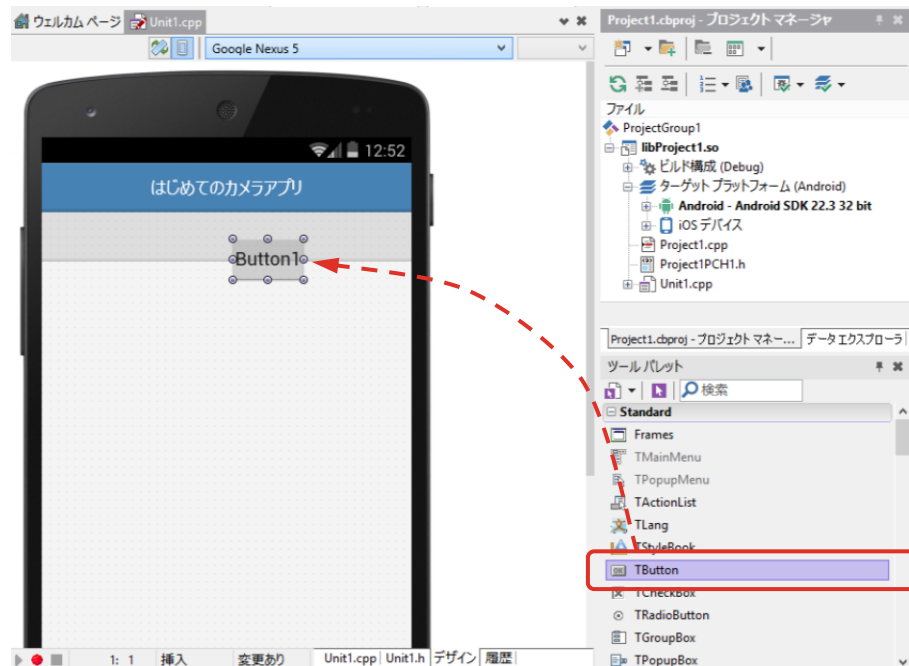 ウェルカム ページ
Unit1.cpp
Google Nexus 5
12:52
はじめてのカメラアプリ
Button1
1: 1
挿入
変更あり
Unit1.cpp
Unit1.h
デザイン
履歴
Project1.cbproj - プロジェクト マネージャ
ファイル
ProjectGroup1
libProject1.so
ビルド構成 (Debug)
ターゲット プラットフォーム (Android)
Android - Android SDK 22.3 32 bit
iOS デバイス
Project1.cpp
Project1PCH1.h
Unit1.cpp
Project1.cbproj - プロジェクト マネー...
データ エクスプローラ
ツール パレット
検索
Standard
Frames
TMainMenu
TPopupMenu
TActionList
TLang
TStyleBook
TButton
TCheckBox
TRadioButton
TGroupBox
TPopupBox